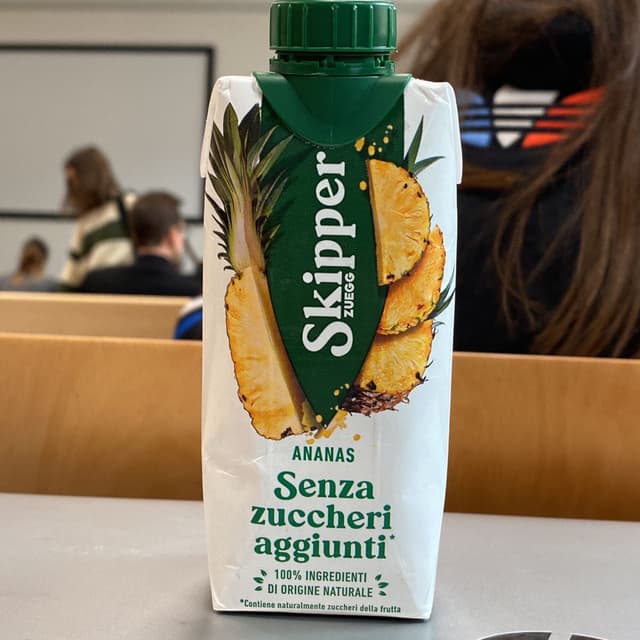 Skipper
ZUEGG
ANANAS
Senza
zuccheri
aggiunti*
100% INGREDIENTI
DI ORIGINE NATURALE
*Contiene naturalmente zuccheri della frutta